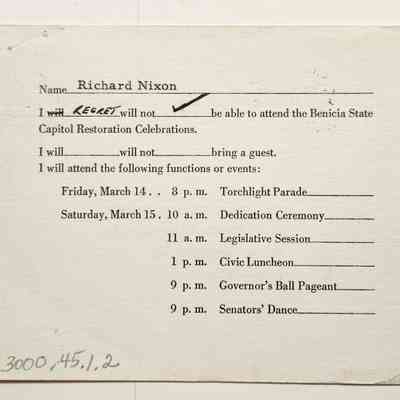 Name Richard Nixon
I will REGRET will not ✓ be able to attend the Benicia State
Capitol Restoration Celebrations.
I will will not bring a guest.
I will attend the following functions or events:
Friday, March 14 . . 8 p. m. Torchlight Parade
Saturday, March 15 . 10 a. m. Dedication Ceremony
11 a. m. Legislative Session
1 p. m. Civic Luncheon
9 p. m. Governor's Ball Pageant
9 p. m. Senators' Dance
3000.45.1.2